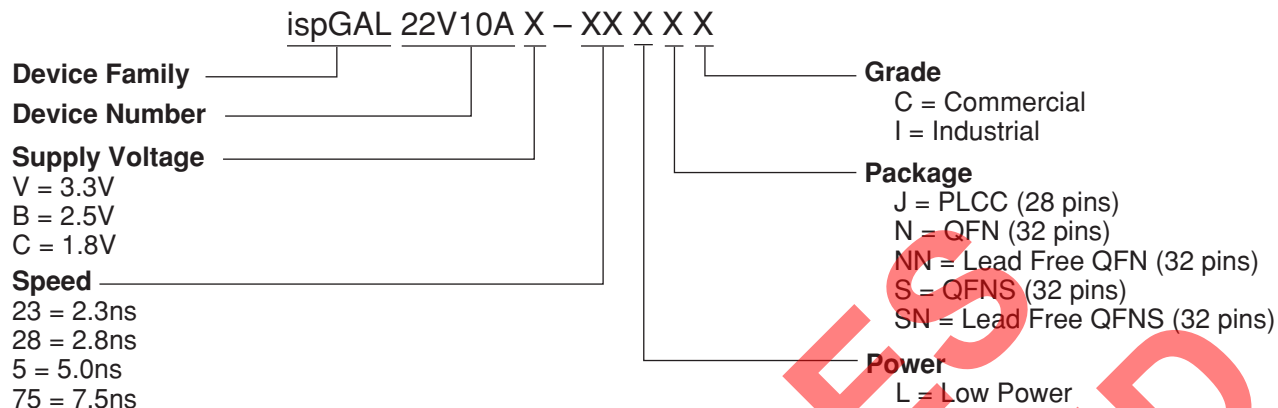 ispGAL 22V10A X – XX X X X
Device Family
Device Number
Supply Voltage
V = 3.3V
B = 2.5V
C = 1.8V
Speed
23 = 2.3ns
28 = 2.8ns
5 = 5.0ns
75 = 7.5ns
Grade
C = Commercial
I = Industrial
Package
J = PLCC (28 pins)
N = QFN (32 pins)
NN = Lead Free QFN (32 pins)
S = QFNS (32 pins)
SN = Lead Free QFNS (32 pins)
Power
L = Low Power